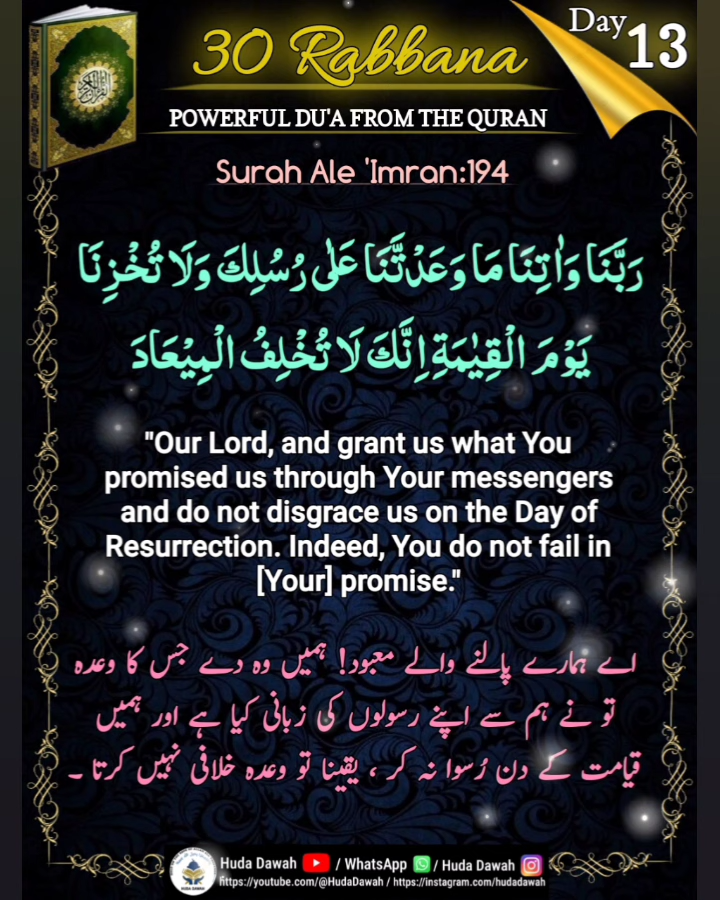 30 Rabbana
Day 13
POWERFUL DU'A FROM THE QURAN
Surah Ale 'Imran:194
رَبَّنَا وَاٰتِنَا مَا وَعَدْتَّنَا عَلٰى رُسُلِكَ وَلَا تُخْزِنَا
يَوْمَ الْقِيٰمَةِ اِنَّكَ لَا تُخْلِفُ الْمِيْعَادَ
"Our Lord, and grant us what You
promised us through Your messengers
and do not disgrace us on the Day of
Resurrection. Indeed, You do not fail in
[Your] promise."
اے ہمارے پالنے والے معبود! ہمیں وہ دے جس کا وعدہ
تو نے ہم سے اپنے رسولوں کی زبانی کیا ہے اور ہمیں
قیامت کے دن رُسوا نہ کر ، یقینا تو وعدہ خلافی نہیں کرتا ۔
Huda Dawah / WhatsApp / Huda Dawah
https://youtube.com/@HudaDawah / https://instagram.com/hudadawah
HUDA DAWAH